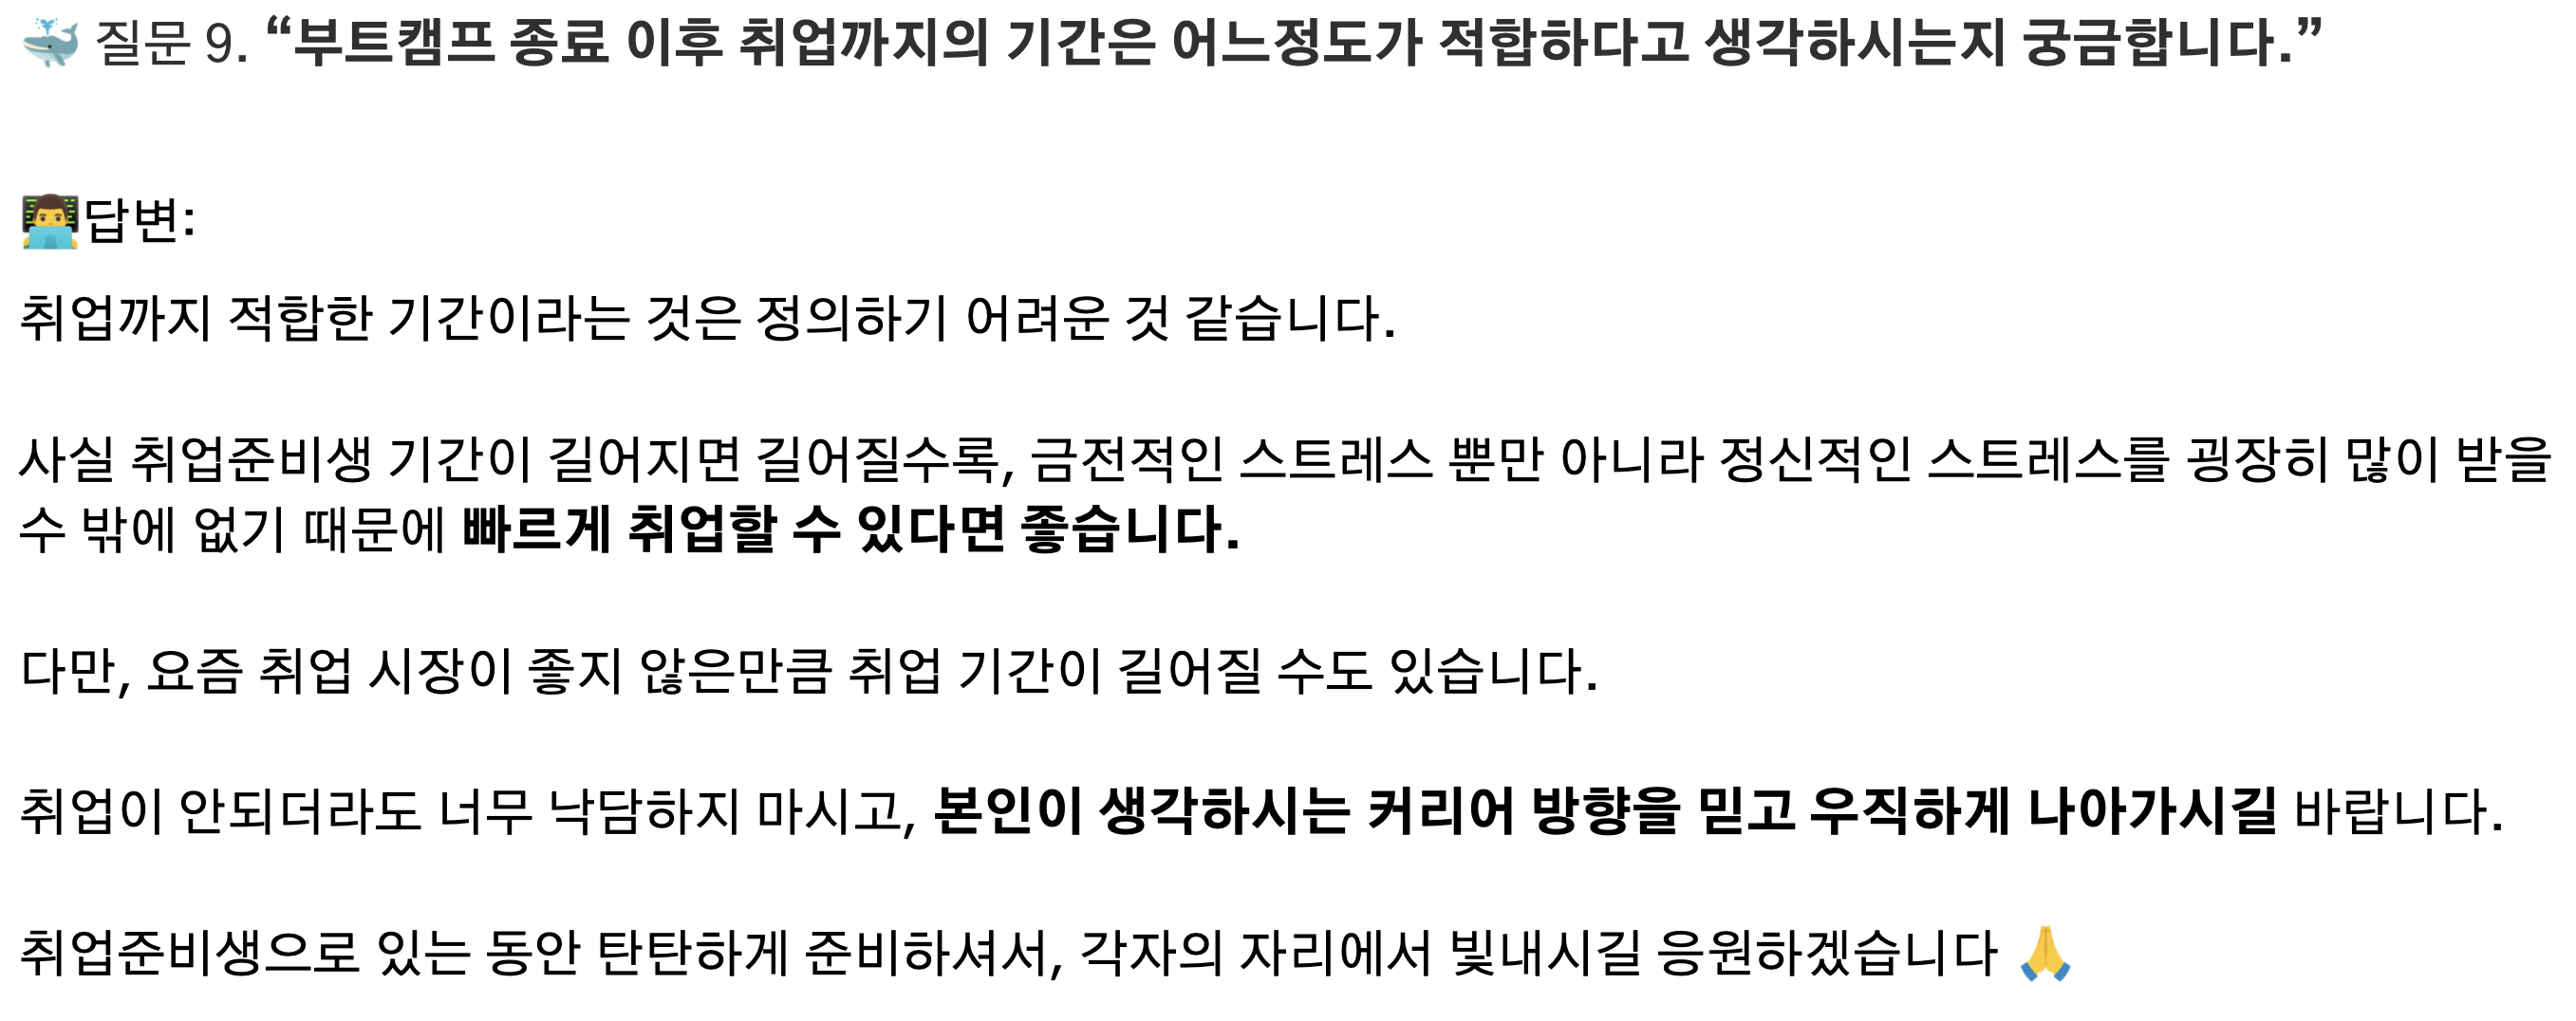 🐳 질문 9. “부트캠프 종료 이후 취업까지의 기간은 어느정도가 적합하다고 생각하시는지 궁금합니다.”
👨‍💻답변:
취업까지 적합한 기간이라는 것은 정의하기 어려운 것 같습니다.
사실 취업준비생 기간이 길어지면 길어질수록, 금전적인 스트레스 뿐만 아니라 정신적인 스트레스를 굉장히 많이 받을
수 밖에 없기 때문에 빠르게 취업할 수 있다면 좋습니다.
다만, 요즘 취업 시장이 좋지 않은만큼 취업 기간이 길어질 수도 있습니다.
취업이 안되더라도 너무 낙담하지 마시고, 본인이 생각하시는 커리어 방향을 믿고 우직하게 나아가시길 바랍니다.
취업준비생으로 있는 동안 탄탄하게 준비하셔서, 각자의 자리에서 빛내시길 응원하겠습니다 🙏